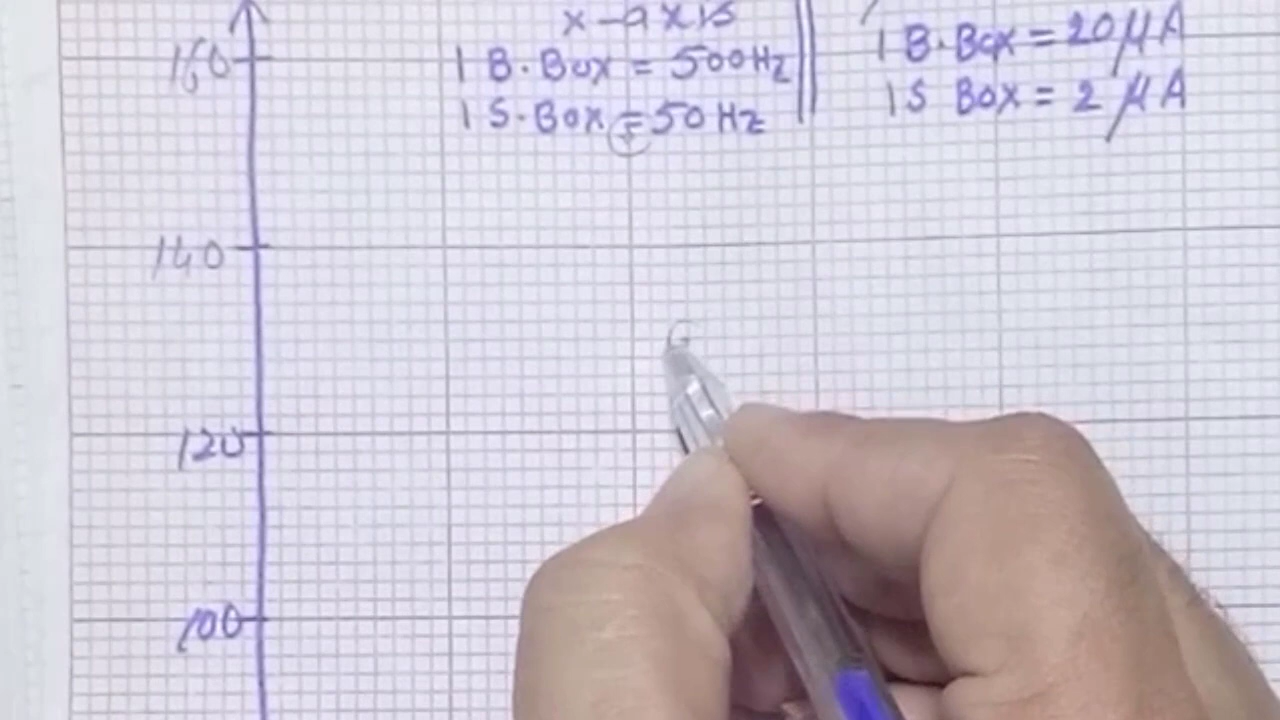 x-axis
1 B.Box = 500Hz
1 S.Box = 50 Hz
1 B.Box = 20 μA
1 S Box = 2 μA
160
140
120
100